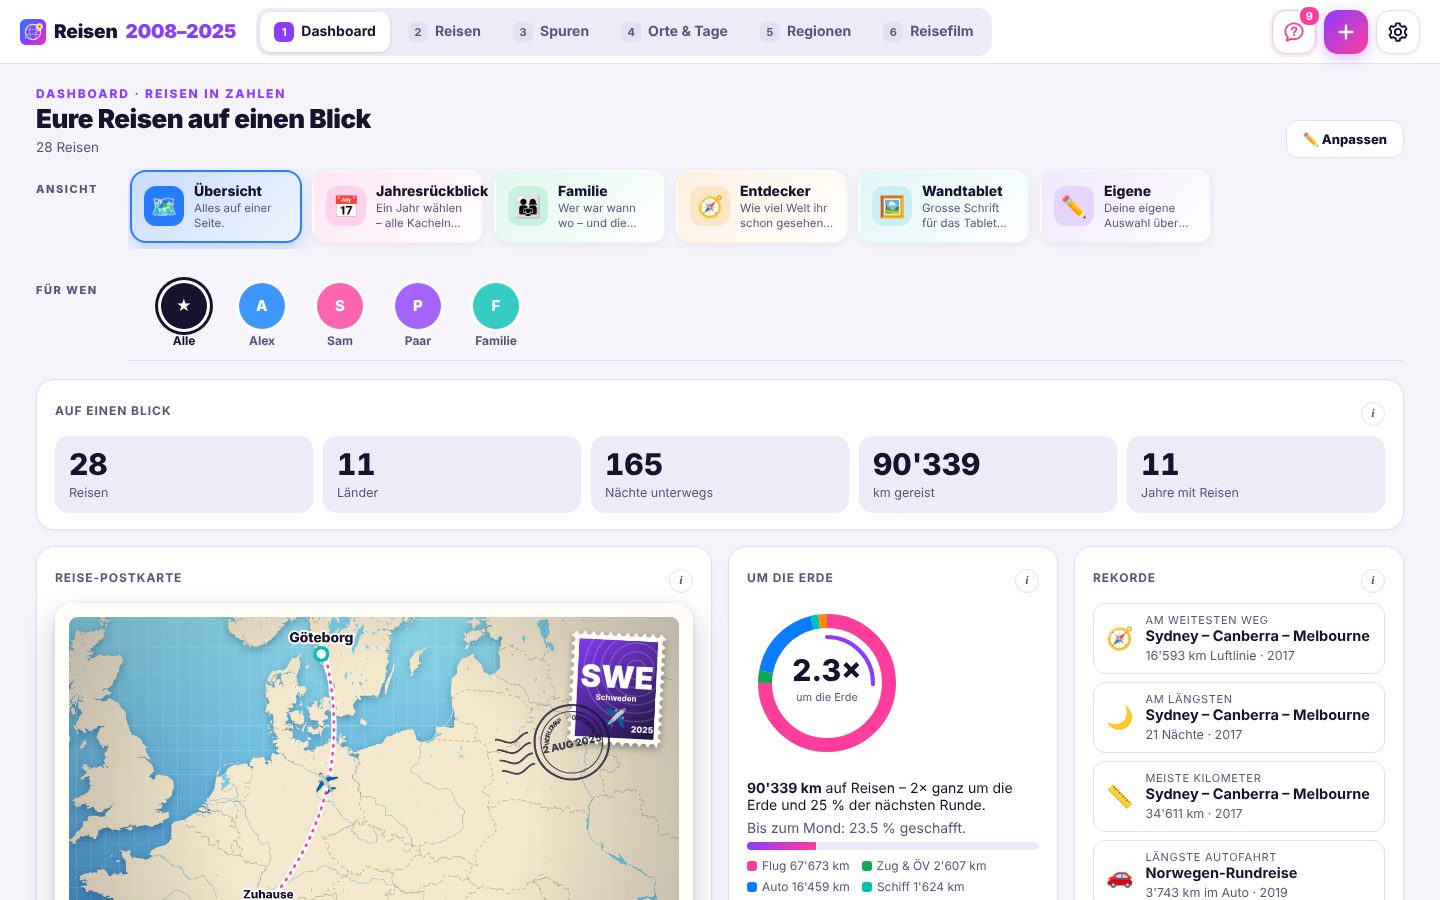 Reisen 2008–2025
1 Dashboard
2 Reisen
3 Spuren
4 Orte & Tage
5 Regionen
6 Reisefilm
9
DASHBOARD · REISEN IN ZAHLEN
Eure Reisen auf einen Blick
28 Reisen
Anpassen
ANSICHT
Übersicht
Alles auf einer
Seite.
Jahresrückblick
Ein Jahr wählen
– alle Kacheln...
Familie
Wer war wann
wo – und die...
Entdecker
Wie viel Welt ihr
schon gesehen...
Wandtablet
Grosse Schrift
für das Tablet...
Eigene
Deine eigene
Auswahl über...
FÜR WEN
Alle
A
Alex
S
Sam
P
Paar
F
Familie
AUF EINEN BLICK
i
28
Reisen
11
Länder
165
Nächte unterwegs
90'339
km gereist
11
Jahre mit Reisen
REISE-POSTKARTE
i
Göteborg
SWE
Schweden
2025
2 AUG 2025
Zuhause
UM DIE ERDE
i
2.3×
um die Erde
90'339 km auf Reisen – 2× ganz um die
Erde und 25 % der nächsten Runde.
Bis zum Mond: 23.5 % geschafft.
Flug 67'673 km
Zug & ÖV 2'607 km
Auto 16'459 km
Schiff 1'624 km
REKORDE
i
AM WEITESTEN WEG
Sydney – Canberra – Melbourne
16'593 km Luftlinie · 2017
AM LÄNGSTEN
Sydney – Canberra – Melbourne
21 Nächte · 2017
MEISTE KILOMETER
Sydney – Canberra – Melbourne
34'611 km · 2017
LÄNGSTE AUTOFAHRT
Norwegen-Rundreise
3'743 km im Auto · 2019